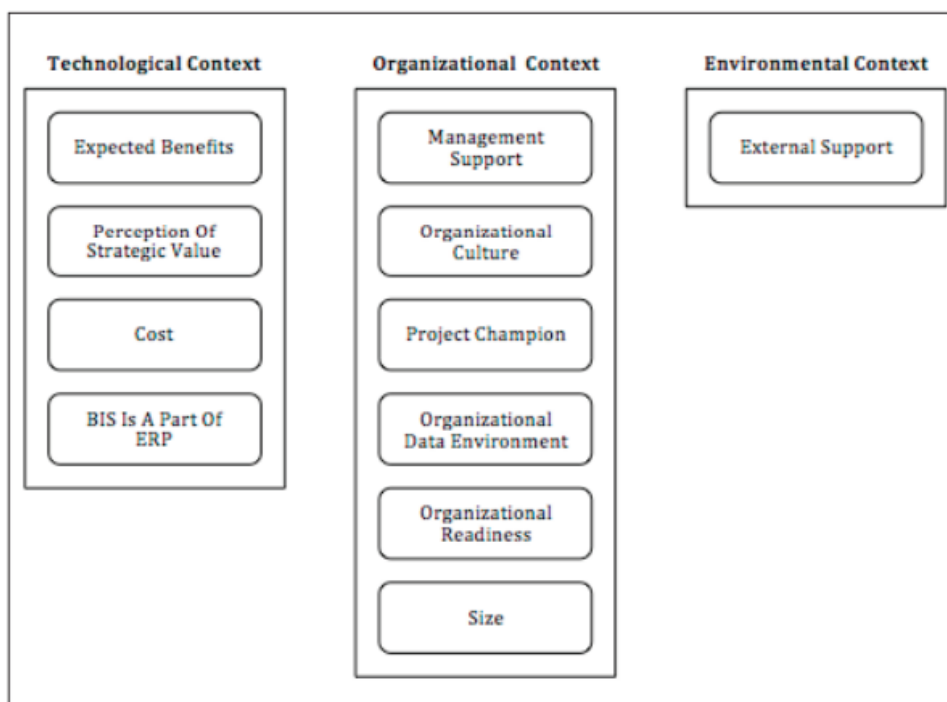 Technological Context
Expected Benefits
Perception Of
Strategic Value
Cost
BIS Is A Part Of
ERP
Organizational Context
Management
Support
Organizational
Culture
Project Champion
Organizational
Data Environment
Organizational
Readiness
Size
Environmental Context
External Support